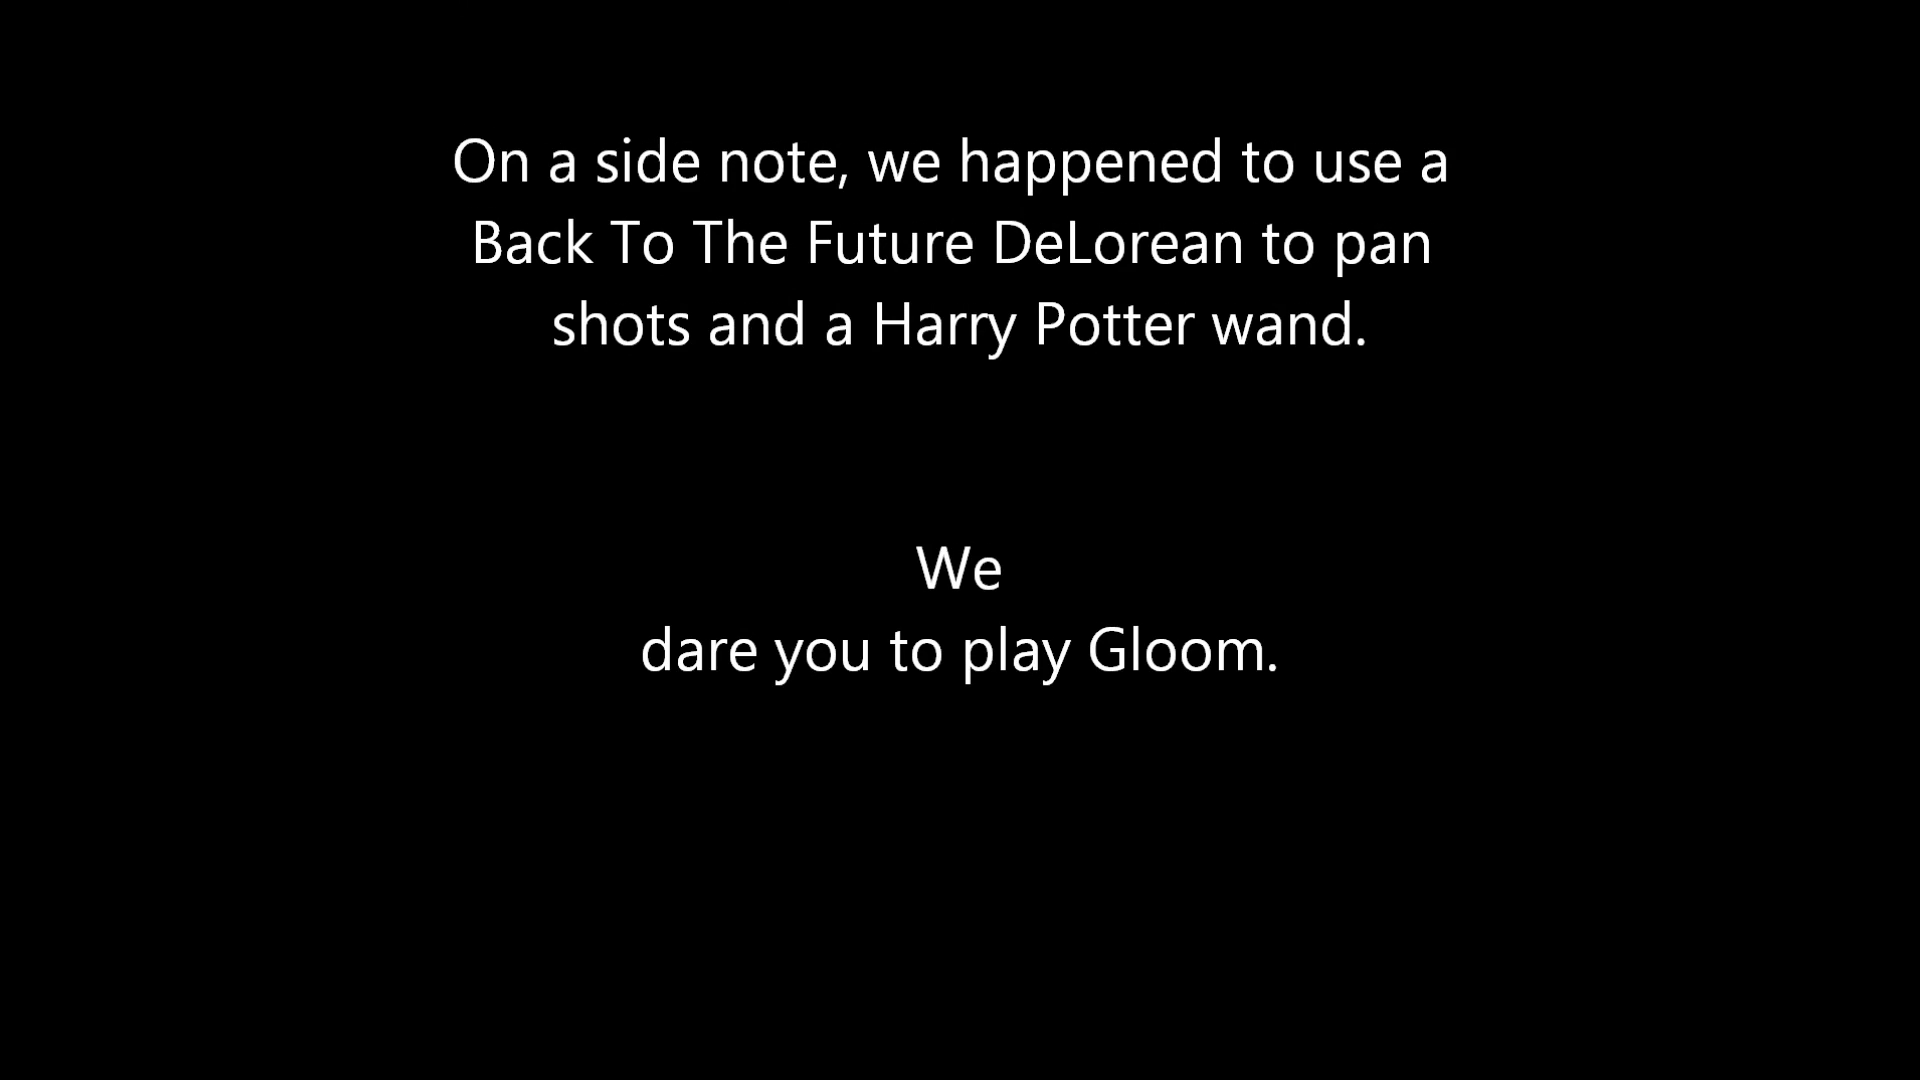 On a side note, we happened to use a
Back To The Future DeLorean to pan
shots and a Harry Potter wand.
We
dare you to play Gloom.